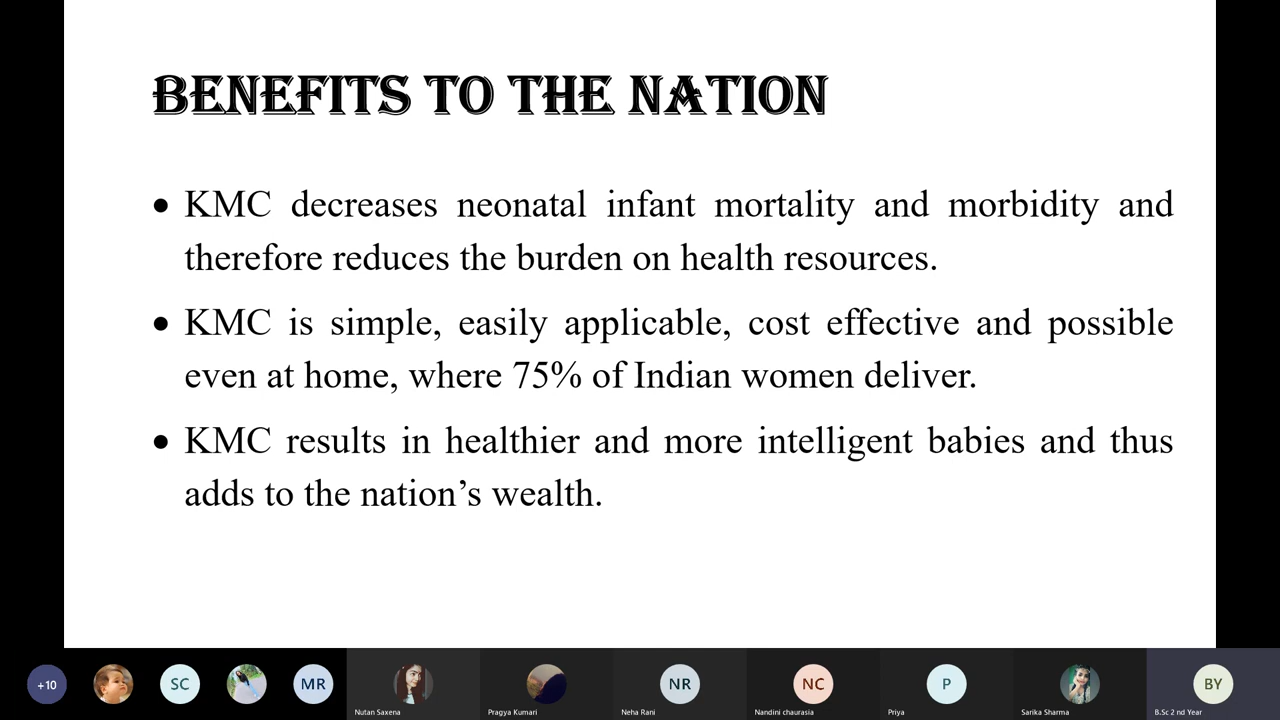 BENEFITS TO THE NATION
• KMC decreases neonatal infant mortality and morbidity and
therefore reduces the burden on health resources.
• KMC is simple, easily applicable, cost effective and possible
even at home, where 75% of Indian women deliver.
• KMC results in healthier and more intelligent babies and thus
adds to the nation’s wealth.
+10
SC
MR
NR
NC
P
BY
Nutan Saxena
Pragya Kumari
Neha Rani
Nandini chaurasia
Priya
Sarika Sharma
B.Sc 2 nd Year